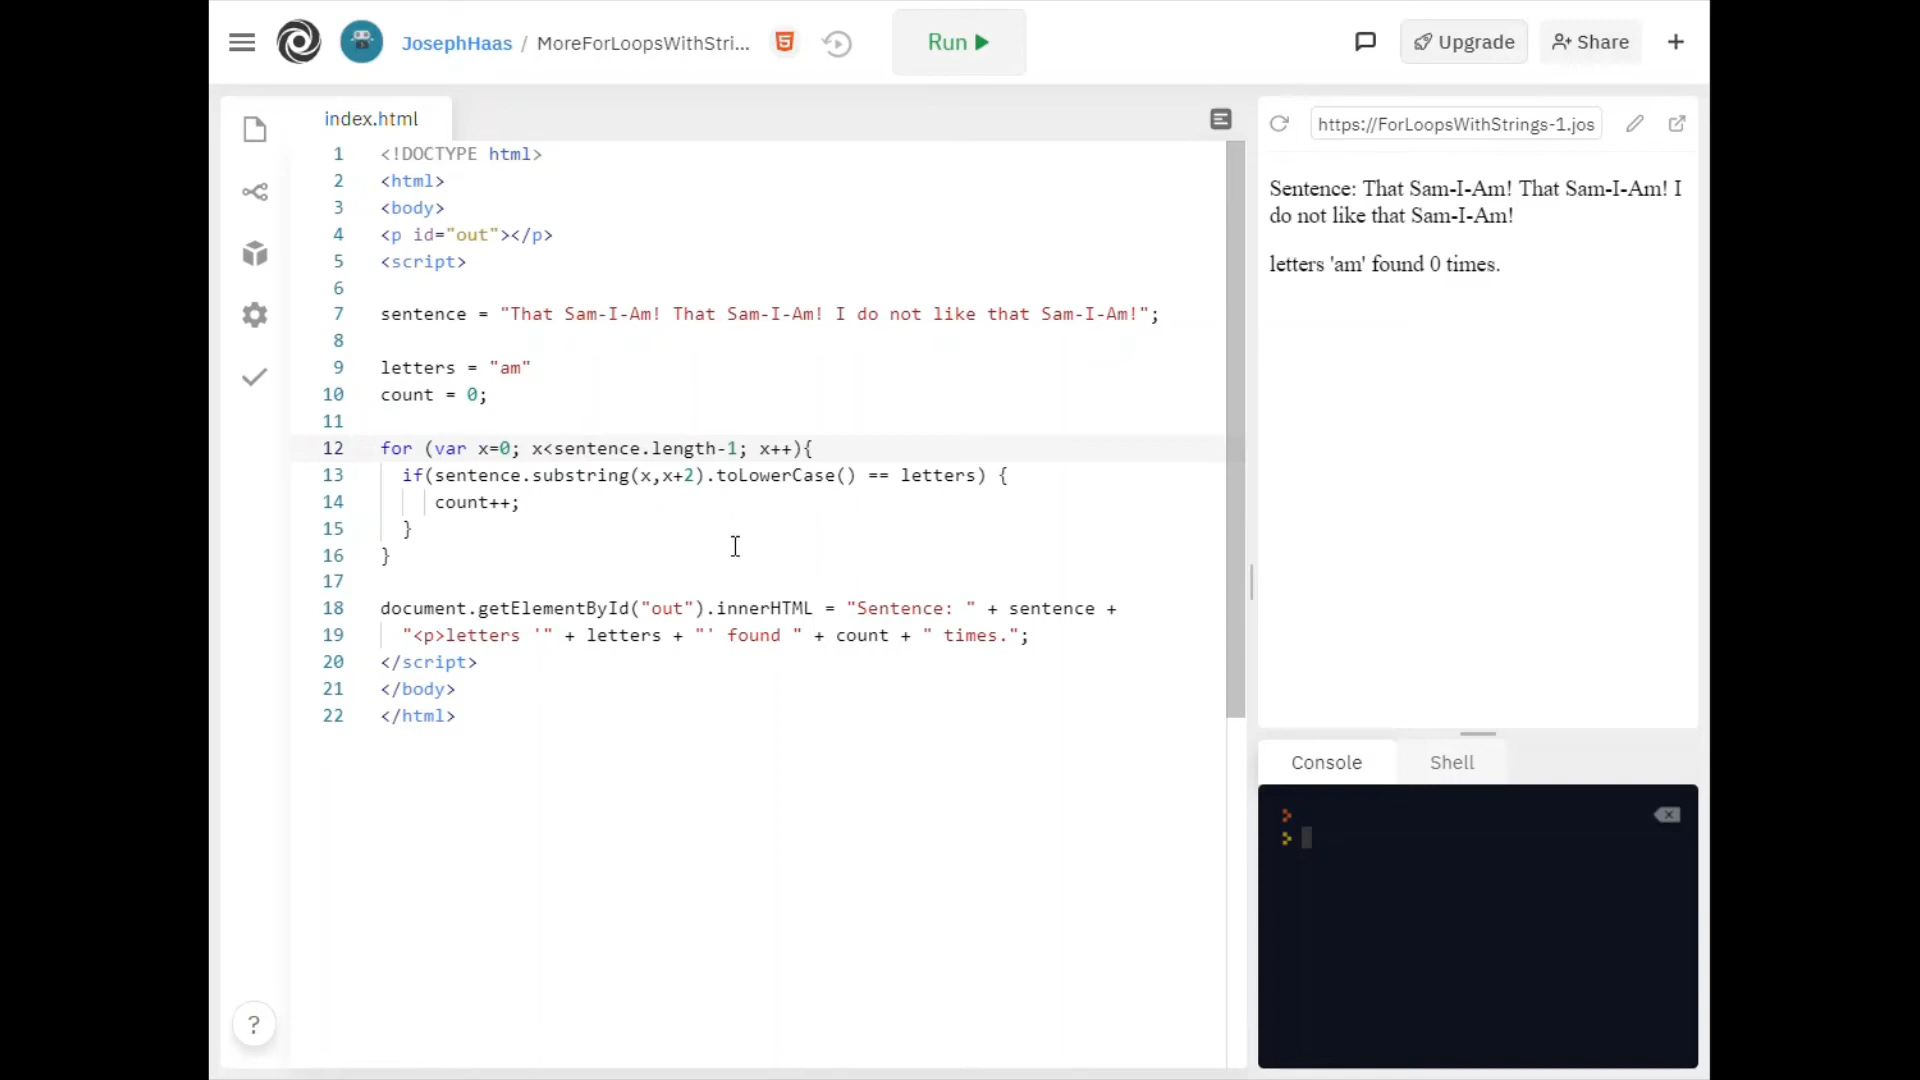 JosephHaas / MoreForLoopsWithStri...
Run
Upgrade
Share
index.html
1 <!DOCTYPE html>
2 <html>
3 <body>
4 <p id="out"></p>
5 <script>
6
7 sentence = "That Sam-I-Am! That Sam-I-Am! I do not like that Sam-I-Am!";
8
9 letters = "am"
10 count = 0;
11
12 for (var x=0; x<sentence.length-1; x++){
13 if(sentence.substring(x,x+2).toLowerCase() == letters) {
14 count++;
15 }
16 }
17
18 document.getElementById("out").innerHTML = "Sentence: " + sentence +
19 "<p>letters '" + letters + "' found " + count + " times.";
20 </script>
21 </body>
22 </html>
?
https://ForLoopsWithStrings-1.jos
Sentence: That Sam-I-Am! That Sam-I-Am! I
do not like that Sam-I-Am!
letters 'am' found 0 times.
Console
Shell